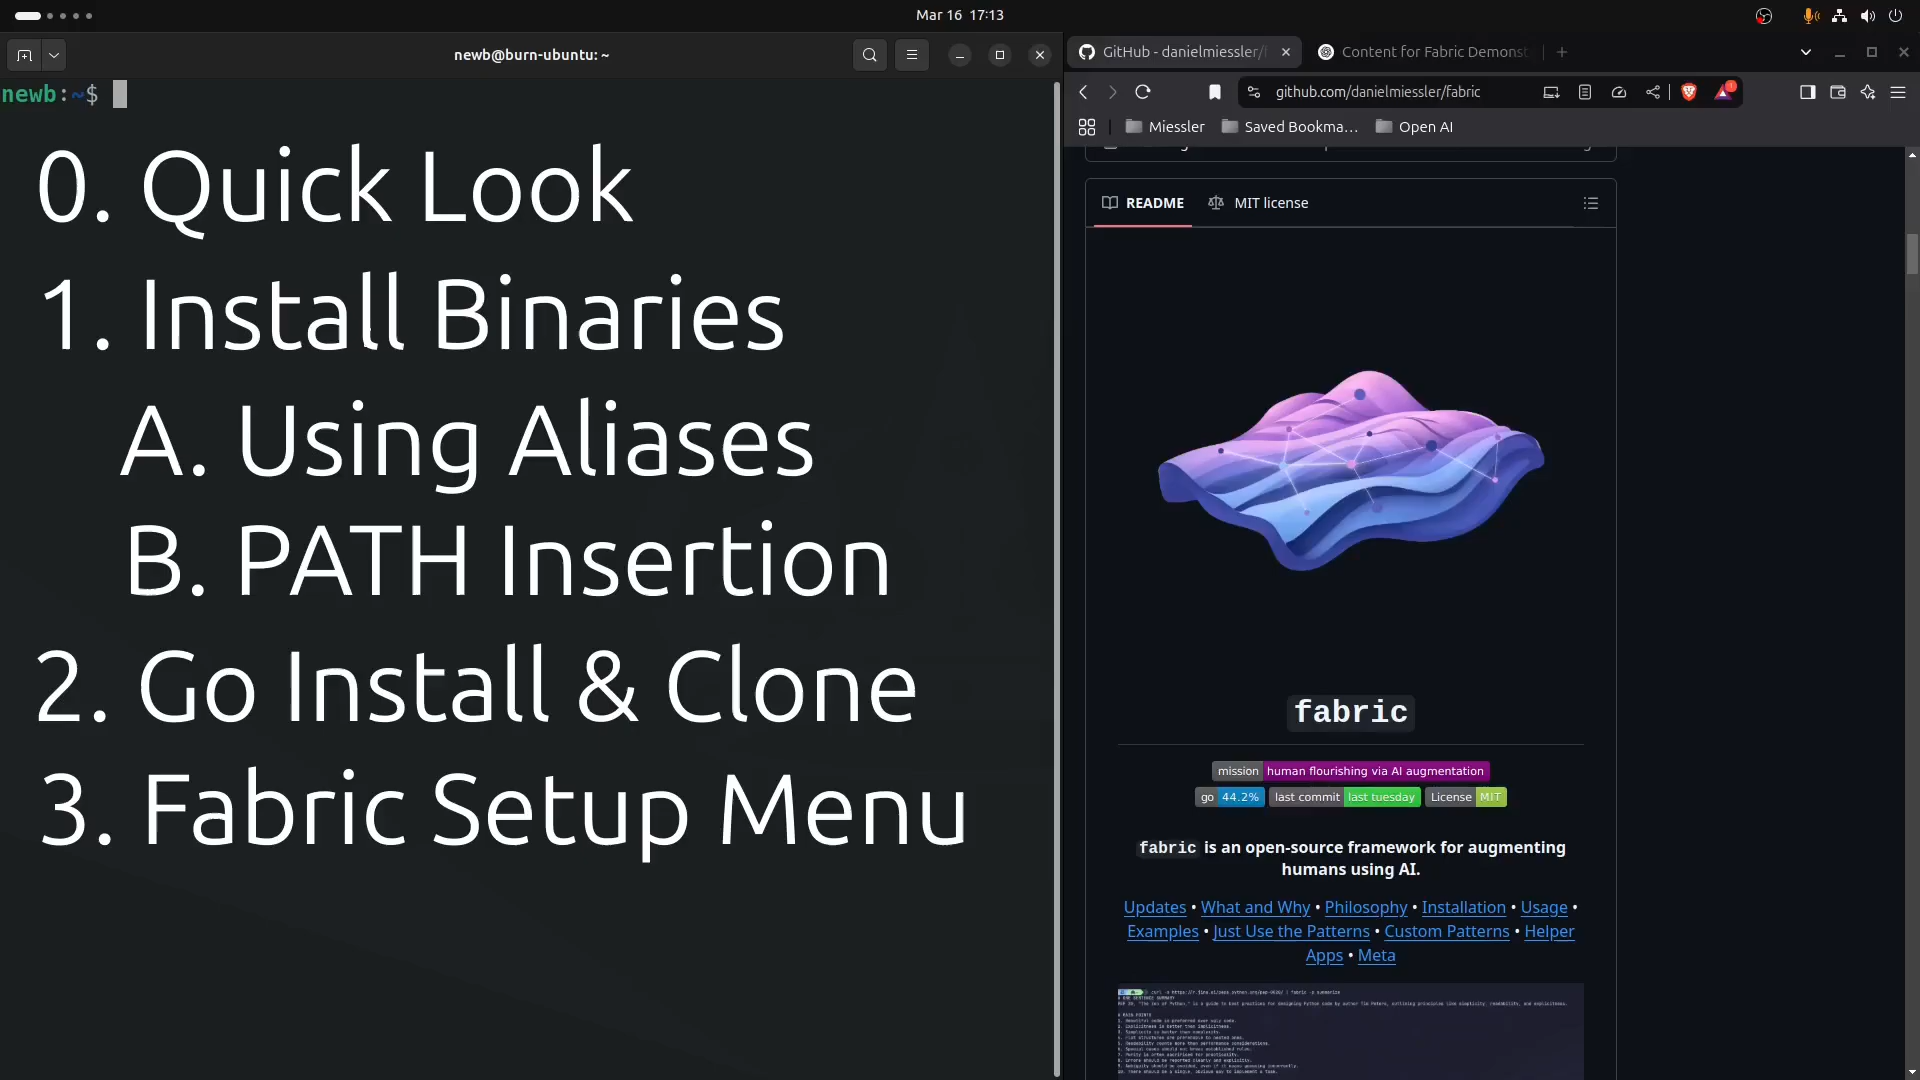 Mar 16 17:13
newb@burn-ubuntu: ~
newb:~$
0. Quick Look
1. Install Binaries
A. Using Aliases
B. PATH Insertion
2. Go Install & Clone
3. Fabric Setup Menu
GitHub - danielmiessler/
Content for Fabric Demonst
github.com/danielmiessler/fabric
Miessler
Saved Bookma…
Open AI
README
MIT license
fabric
mission human flourishing via AI augmentation
go 44.2% last commit last tuesday License MIT
fabric is an open-source framework for augmenting
humans using AI.
Updates • What and Why • Philosophy • Installation • Usage •
Examples • Just Use the Patterns • Custom Patterns • Helper
Apps • Meta